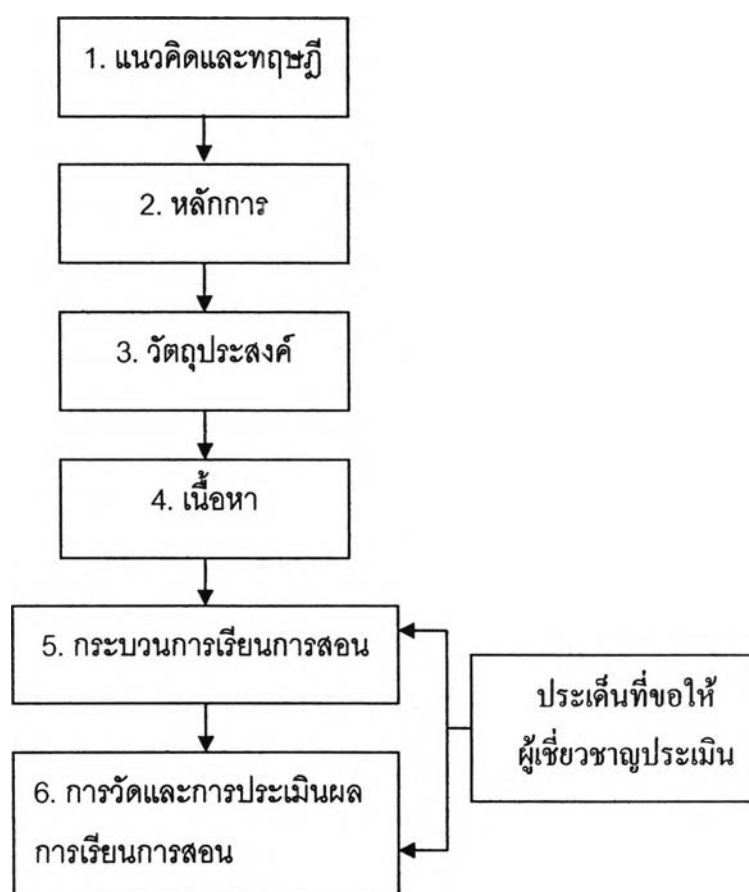 1. แนวคิดและทฤษฎี
2. หลักการ
3. วัตถุประสงค์
4. เนื้อหา
5. กระบวนการเรียนการสอน
ประเด็นที่ขอให้
ผู้เชี่ยวชาญประเมิน
6. การวัดและการประเมินผล
การเรียนการสอน